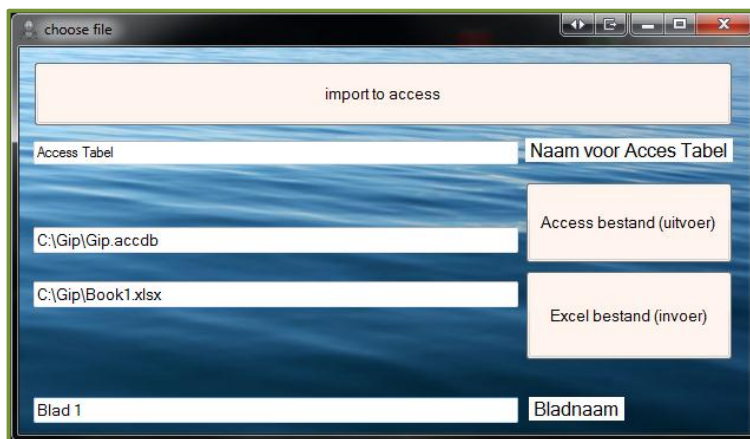 choose file
import to access
Access Tabel
Naam voor Acces Tabel
Access bestand (uitvoer)
C:\Gip\Gip.accdb
C:\Gip\Book1.xlsx
Excel bestand (invoer)
Blad 1
Bladnaam